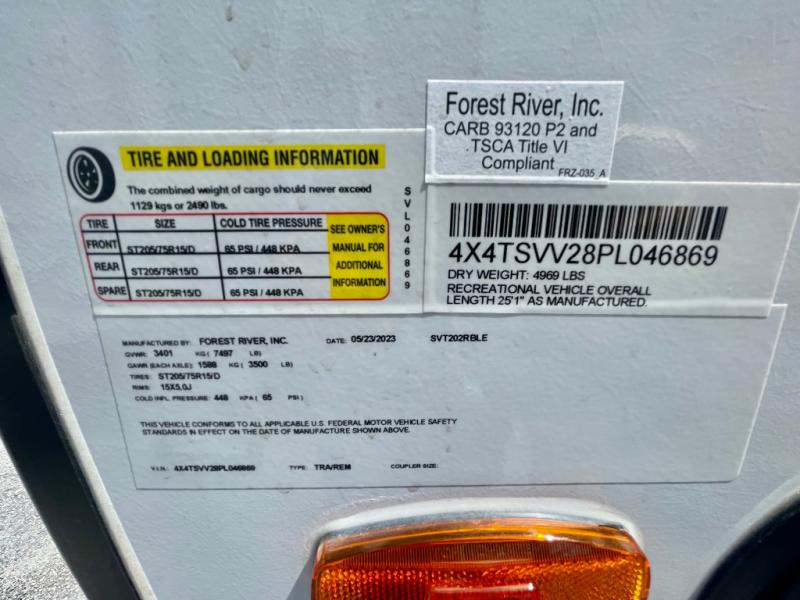 Forest River, Inc.
CARB 93120 P2 and
TSCA Title VI
Compliant
FRZ-035_A
TIRE AND LOADING INFORMATION
The combined weight of cargo should never exceed
1129 kgs or 2490 lbs.
TIRE SIZE COLD TIRE PRESSURE
FRONT ST205/75R15/D 65 PSI / 448 KPA
REAR ST205/75R15/D 65 PSI / 448 KPA
SPARE ST205/75R15/D 65 PSI / 448 KPA
SEE OWNER'S
MANUAL FOR
ADDITIONAL
INFORMATION
SVL046869
4X4TSVV28PL046869
DRY WEIGHT: 4969 LBS
RECREATIONAL VEHICLE OVERALL
LENGTH 25'1" AS MANUFACTURED.
MANUFACTURED BY: FOREST RIVER, INC. DATE: 05/23/2023 SVT202RBLE
GVWR: 3401 KG ( 7497 LB)
GAWR (EACH AXLE): 1588 KG ( 3500 LB)
TIRES: ST205/75R15/D
RIMS: 15X5.0J
COLD INFL. PRESSURE: 448 KPA ( 65 PSI )
THIS VEHICLE CONFORMS TO ALL APPLICABLE U.S. FEDERAL MOTOR VEHICLE SAFETY
STANDARDS IN EFFECT ON THE DATE OF MANUFACTURE SHOWN ABOVE.
V.I.N.: 4X4TSVV28PL046869 TYPE: TRA/REM COUPLER SIZE: